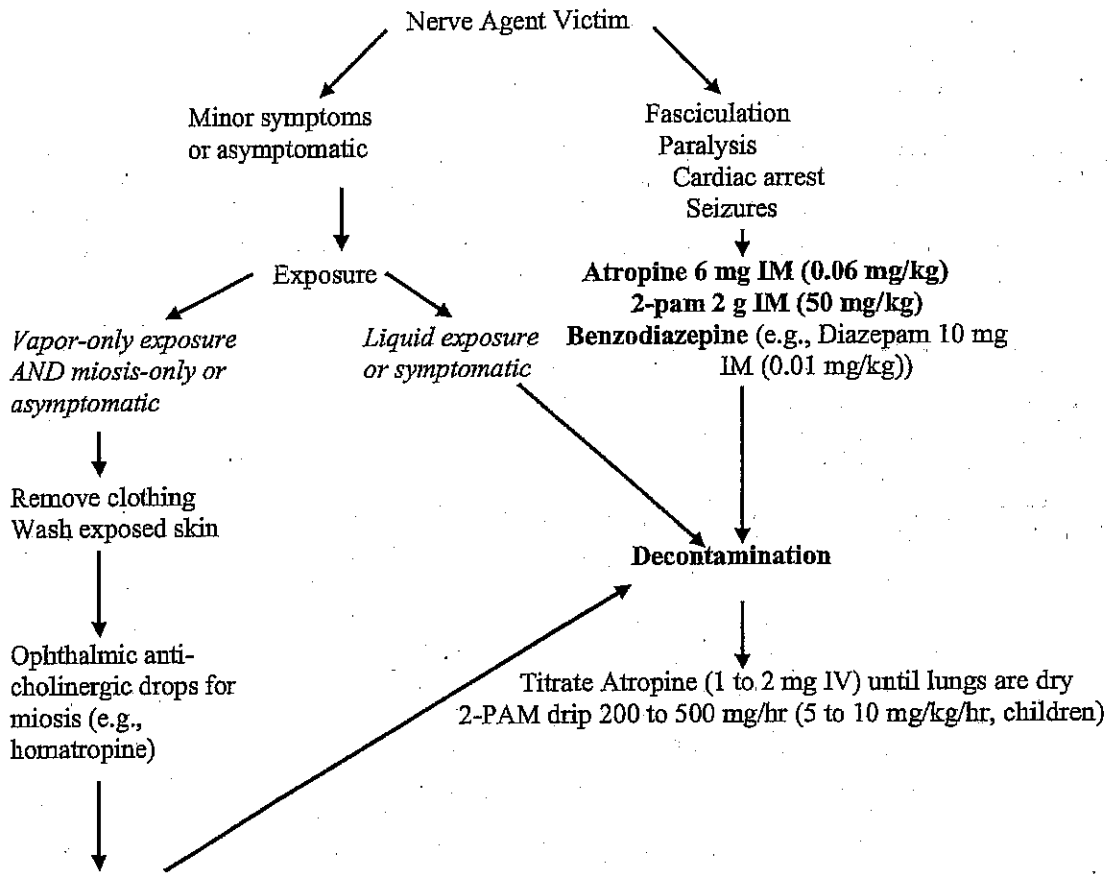 Nerve Agent Victim
Minor symptoms
or asymptomatic
Fasciculation
Paralysis
Cardiac arrest
Seizures
Exposure
Atropine 6 mg IM (0.06 mg/kg)
2-pam 2 g IM (50 mg/kg)
Benzodiazepine (e.g., Diazepam 10 mg
IM (0.01 mg/kg))
Vapor-only exposure
AND miosis-only or
asymptomatic
Liquid exposure
or symptomatic
Remove clothing
Wash exposed skin
Decontamination
Ophthalmic anti-
cholinergic drops for
miosis (e.g.,
homatropine)
Titrate Atropine (1 to 2 mg IV) until lungs are dry
2-PAM drip 200 to 500 mg/hr (5 to 10 mg/kg/hr, children)